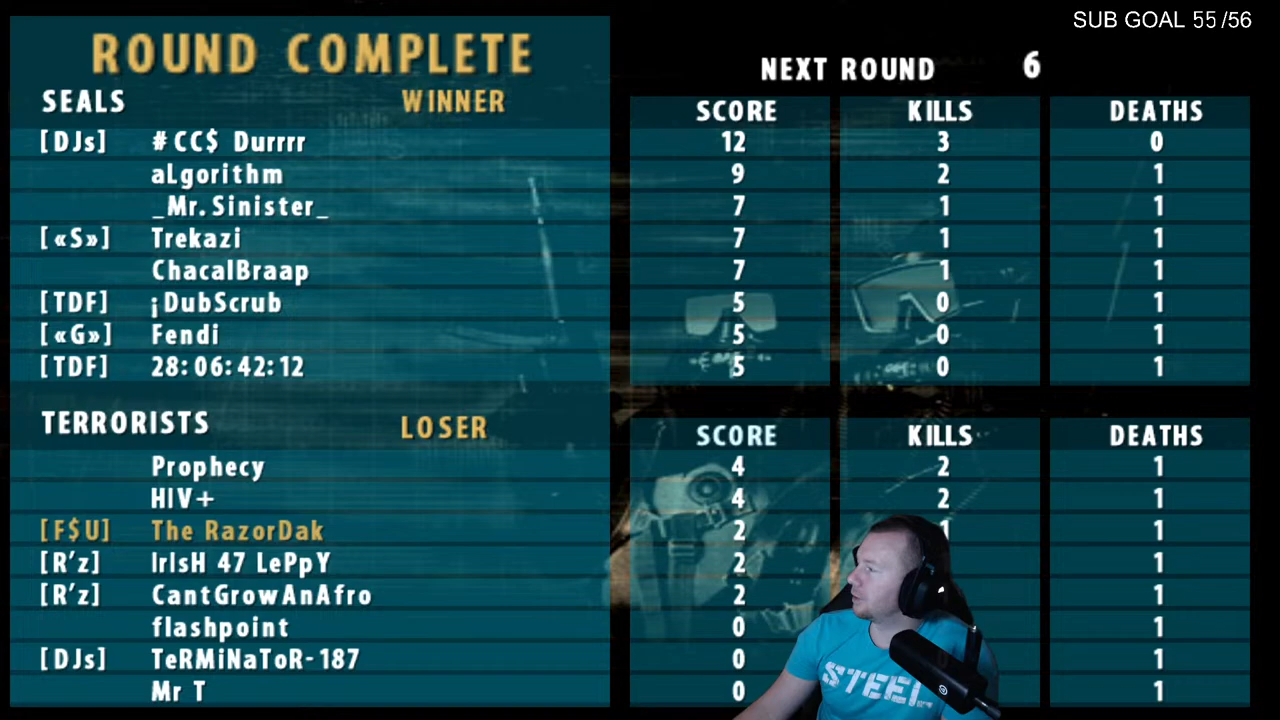 SUB GOAL 55 /56
ROUND COMPLETE
NEXT ROUND 6
SEALS WINNER SCORE KILLS DEATHS
[DJs] #CC$ Durrrr 12 3 0
aLgorithm 9 2 1
_Mr.Sinister_ 7 1 1
[«S»] Trekazi 7 1 1
ChacalBraap 7 1 1
[TDF] ¡DubScrub 5 0 1
[«G»] Fendi 5 0 1
[TDF] 28:06:42:12 5 0 1
TERRORISTS LOSER SCORE KILLS DEATHS
Prophecy 4 2 1
HIV+ 4 2 1
[F$U] The RazorDak 2 1 1
[R'z] IrIsH 47 LePpY 2 1
[R'z] CantGrowAnAfro 2 1
flashpoint 0 1
[DJs] TeRMiNaToR-187 0 1
Mr T 0 1
STEEL